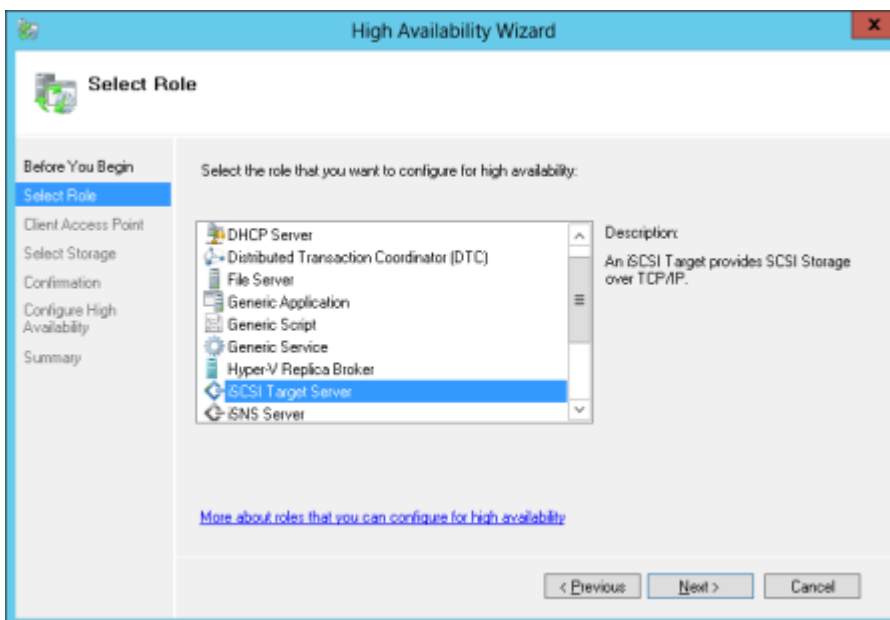 High Availability Wizard
x
Select Role
Before You Begin
Select Role
Client Access Point
Select Storage
Confirmation
Configure High
Availability
Summary
Select the role that you want to configure for high availability:
DHCP Server
Distributed Transaction Coordinator (DTC)
File Server
Generic Application
Generic Script
Generic Service
Hyper-V Replica Broker
iSCSI Target Server
iSNS Server
Description:
An iSCSI Target provides SCSI Storage
over TCP/IP.
More about roles that you can configure for high availability
< Previous
Next >
Cancel